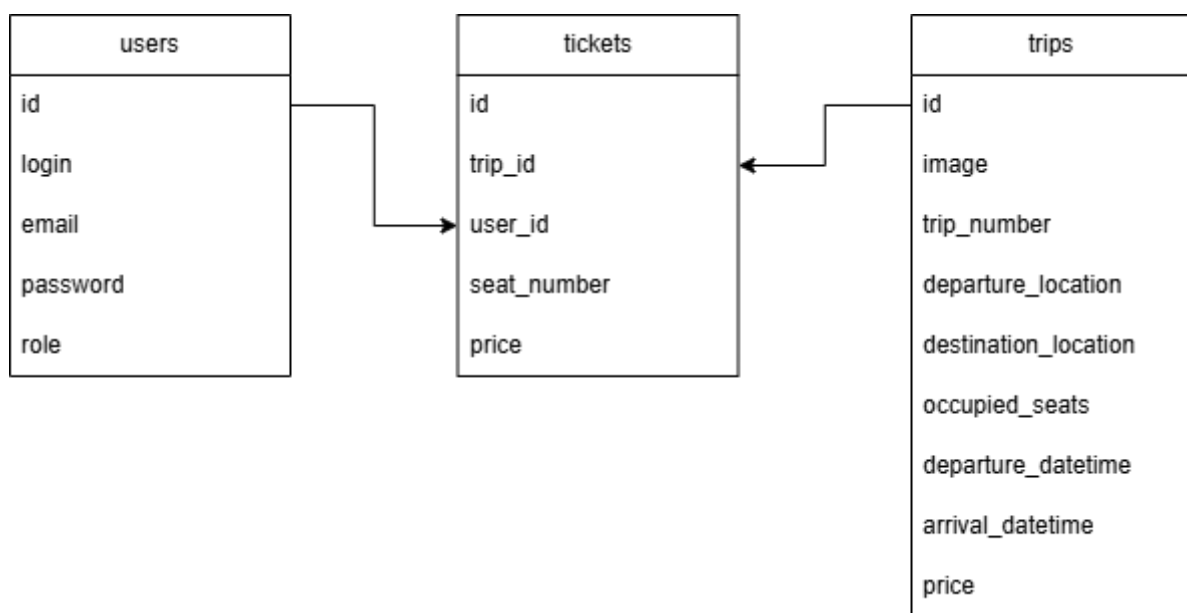 users
id
login
email
password
role
tickets
id
trip_id
user_id
seat_number
price
trips
id
image
trip_number
departure_location
destination_location
occupied_seats
departure_datetime
arrival_datetime
price